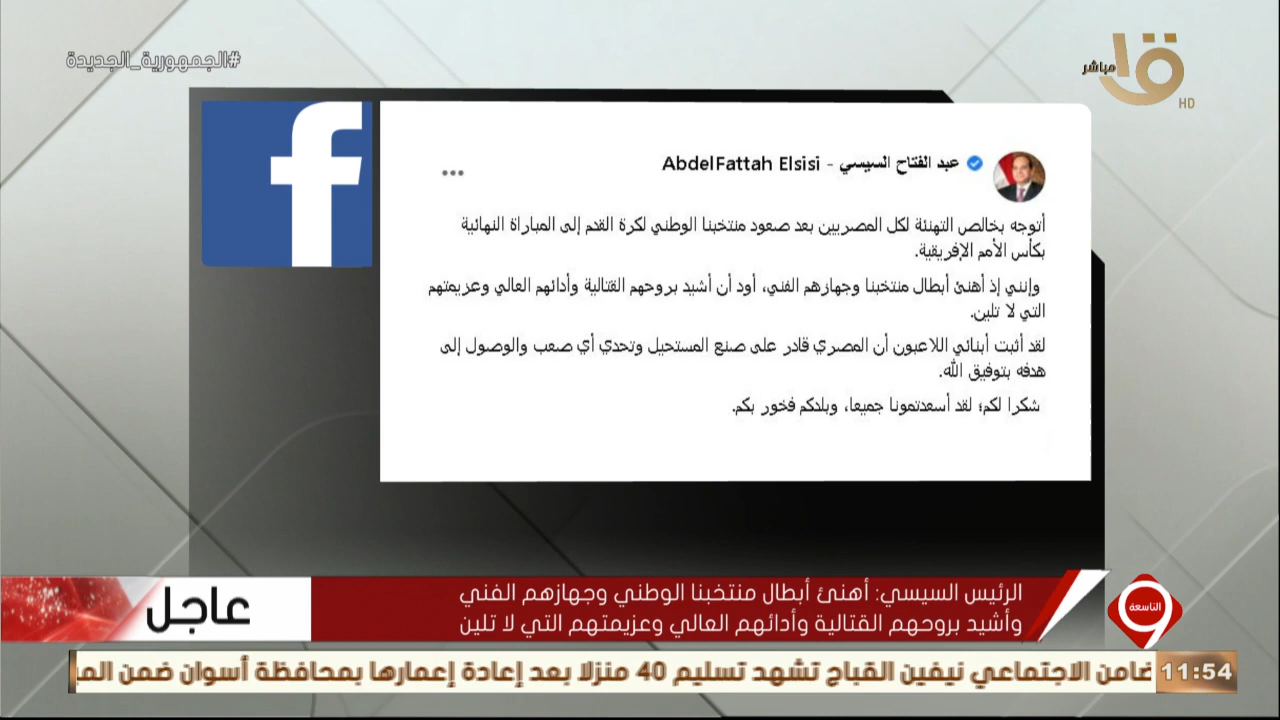 #الجمهورية_الجديدة
مباشر
HD
عبد الفتاح السيسي - AbdelFattah Elsisi
أتوجه بخالص التهنئة لكل المصريين بعد صعود منتخبنا الوطني لكرة القدم إلى المباراة النهائية
بكأس الأمم الإفريقية.
وإنني إذ أهنئ أبطال منتخبنا وجهازهم الفني، أود أن أشيد بروحهم القتالية وأدائهم العالي وعزيمتهم
التي لا تلين.
لقد أثبت أبنائي اللاعبون أن المصري قادر على صنع المستحيل وتحدي أي صعب والوصول إلى
هدفه بتوفيق الله.
شكرا لكم؛ لقد أسعدتمونا جميعا، وبلدكم فخور بكم.
عاجل
الرئيس السيسي: أهنئ أبطال منتخبنا الوطني وجهازهم الفني
وأشيد بروحهم القتالية وأدائهم العالي وعزيمتهم التي لا تلين
التاسعة
11:54
ضامن الاجتماعي نيفين القباج تشهد تسليم 40 منزلا بعد إعادة إعمارها بمحافظة أسوان ضمن الم